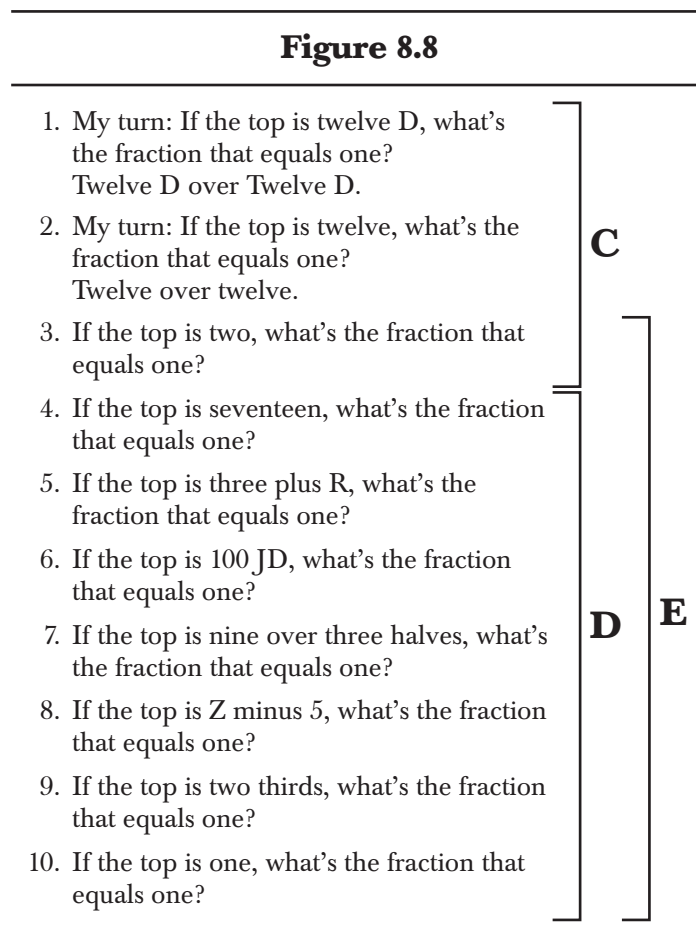 Figure 8.8
1. My turn: If the top is twelve D, what's
the fraction that equals one?
Twelve D over Twelve D.
2. My turn: If the top is twelve, what's the
fraction that equals one?
Twelve over twelve.
C
3. If the top is two, what's the fraction that
equals one?
4. If the top is seventeen, what's the fraction
that equals one?
5. If the top is three plus R, what's the
fraction that equals one?
6. If the top is 100 JD, what's the fraction
that equals one?
7. If the top is nine over three halves, what's
the fraction that equals one?
D
E
8. If the top is Z minus 5, what's the fraction
that equals one?
9. If the top is two thirds, what's the fraction
that equals one?
10. If the top is one, what's the fraction that
equals one?